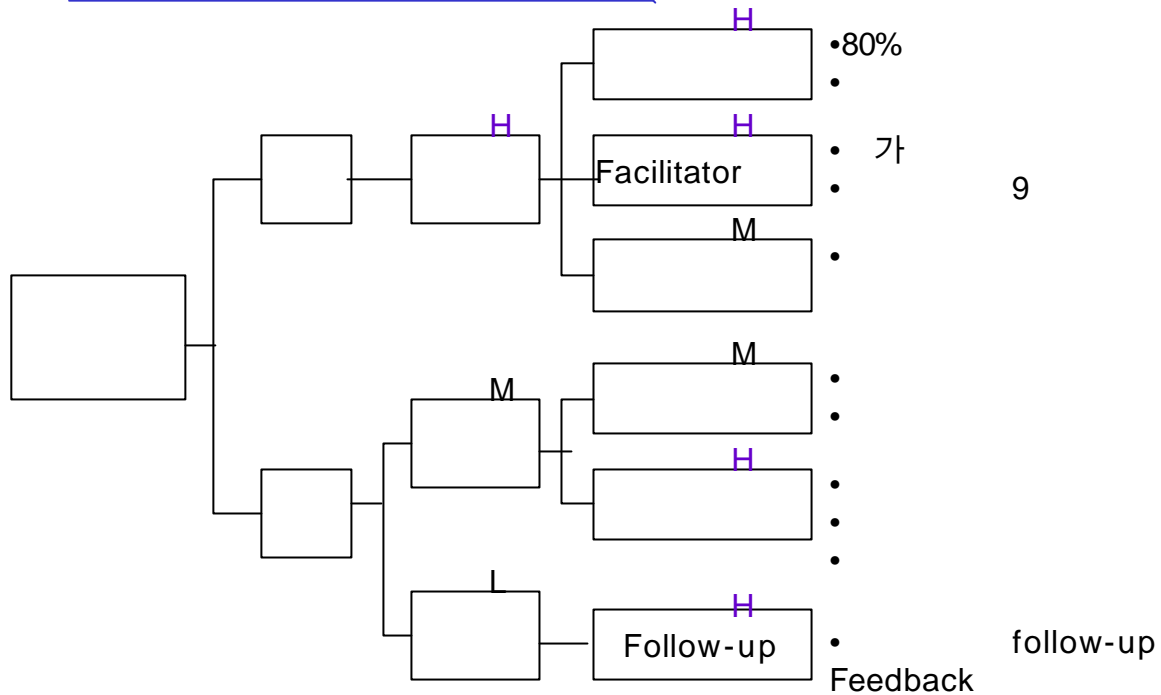 H
•80%
•
H
H
Facilitator
• 가
• 9
M
•
M
•
•
M
H
•
•
•
L
H
Follow-up
• follow-up
Feedback